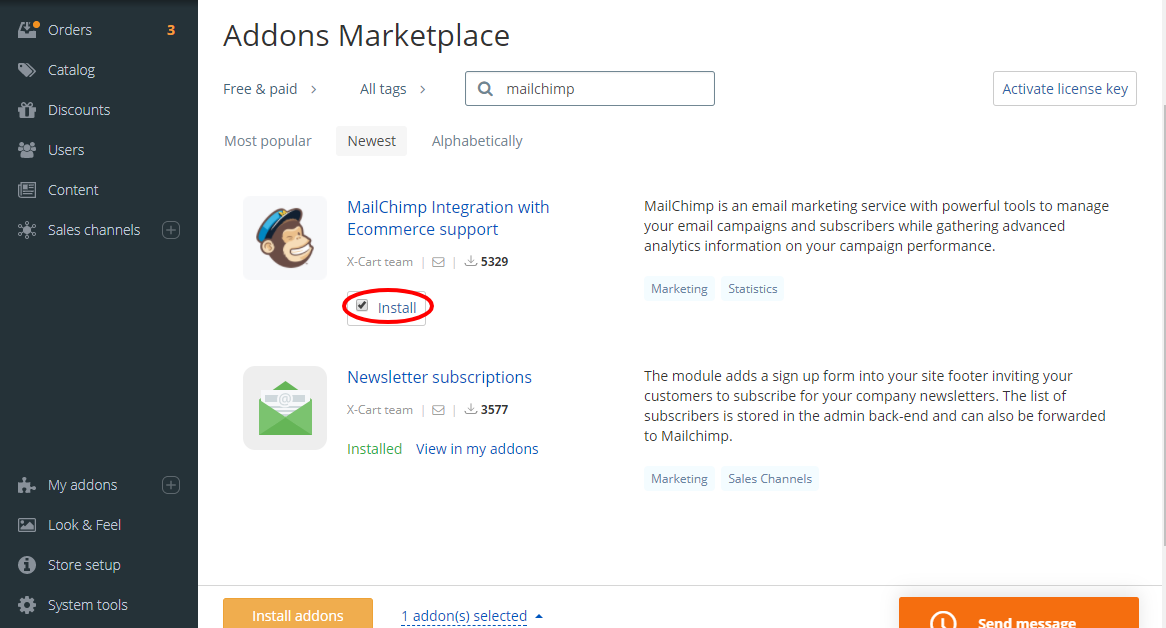 Orders 3
Catalog
Discounts
Users
Content
Sales channels
My addons
Look & Feel
Store setup
System tools
Addons Marketplace
Free & paid
All tags
mailchimp
Activate license key
Most popular
Newest
Alphabetically
MailChimp Integration with
Ecommerce support
X-Cart team | | 5329
Install
MailChimp is an email marketing service with powerful tools to manage
your email campaigns and subscribers while gathering advanced
analytics information on your campaign performance.
Marketing
Statistics
@
Newsletter subscriptions
X-Cart team | | 3577
Installed View in my addons
The module adds a sign up form into your site footer inviting your
customers to subscribe for your company newsletters. The list of
subscribers is stored in the admin back-end and can also be forwarded
to Mailchimp.
Marketing
Sales Channels
Install addons
1 addon(s) selected
Send message